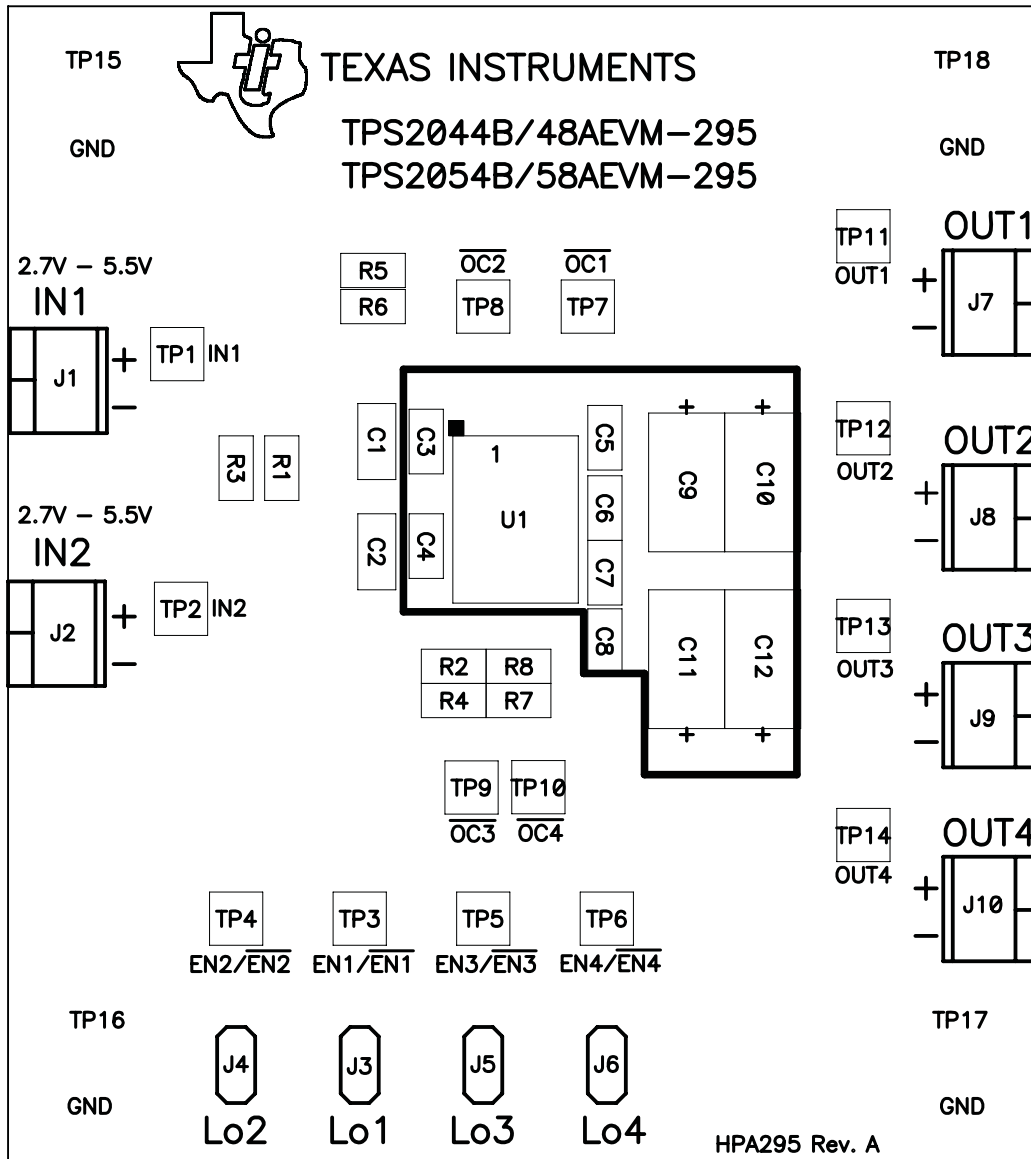 TP15
TEXAS INSTRUMENTS
TP18
GND
TPS2044B/48AEVM-295
GND
TPS2054B/58AEVM-295
OUT1
TP11
OUT1
+
J7
-
2.7V - 5.5V
IN1
J1
+
-
TP1 IN1
R5
R6
OC2
TP8
OC1
TP7
R3
R1
C1
C3
1
U1
C5
C6
C7
C8
C2
C4
+
C9
+
C10
C11
+
C12
+
TP12
OUT2
OUT2
+
J8
-
2.7V - 5.5V
IN2
J2
+
-
TP2 IN2
R2
R8
R4
R7
TP13
OUT3
OUT3
+
J9
-
TP9
OC3
TP10
OC4
TP14
OUT4
OUT4
+
J10
-
TP4
EN2/EN2
TP3
EN1/EN1
TP5
EN3/EN3
TP6
EN4/EN4
TP16
GND
J4
Lo2
J3
Lo1
J5
Lo3
J6
Lo4
TP17
GND
HPA295 Rev. A